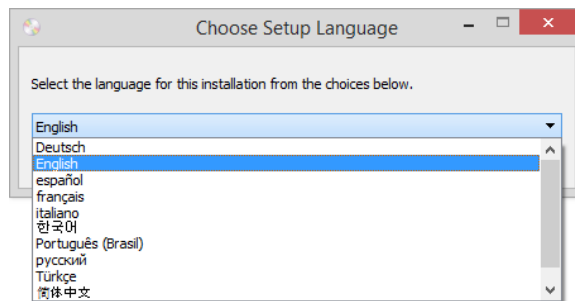 Choose Setup Language
Select the language for this installation from the choices below.
English
Deutsch
English
español
français
italiano
한국어
Português (Brasil)
русский
Türkçe
简体中文